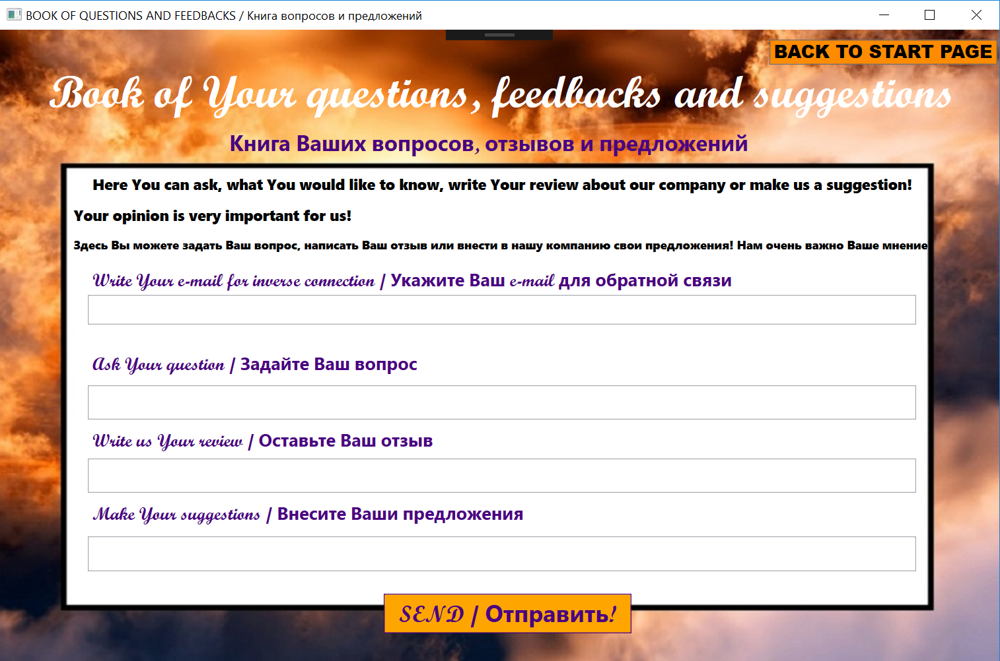 BOOK OF QUESTIONS AND FEEDBACKS / Книга вопросов и предложений
BACK TO START PAGE
Book of Your questions, feedbacks and suggestions
Книга Ваших вопросов, отзывов и предложений
Here You can ask, what You would like to know, write Your review about our company or make us a suggestion!
Your opinion is very important for us!
Здесь Вы можете задать Ваш вопрос, написать Ваш отзыв или внести в нашу компанию свои предложения! Нам очень важно Ваше мнение
Write Your e-mail for inverse connection / Укажите Ваш e-mail для обратной связи
Ask Your question / Задайте Ваш вопрос
Write us Your review / Оставьте Ваш отзыв
Make Your suggestions / Внесите Ваши предложения
SEND / Отправить!